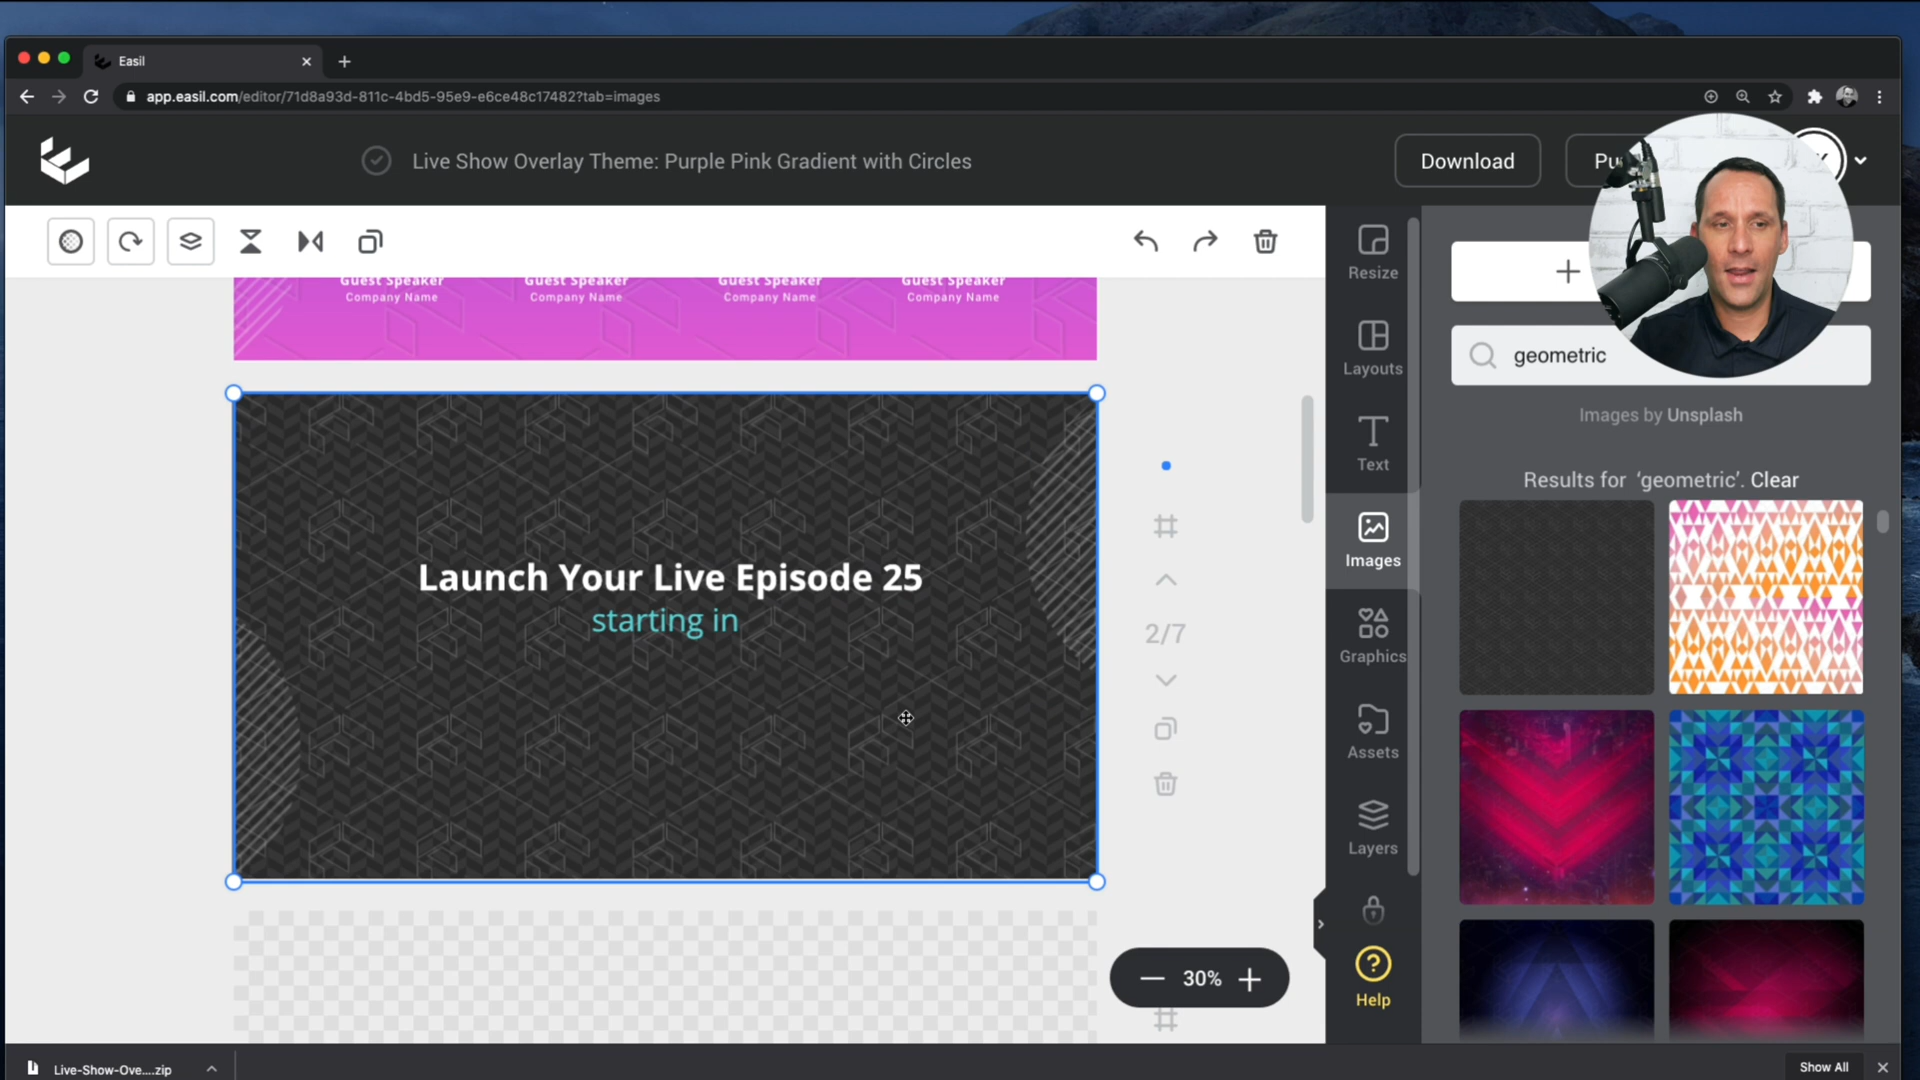 Easil
app.easil.com/editor/71d8a93d-811c-4bd5-95e9-e6ce48c17482?tab=images
Live Show Overlay Theme: Purple Pink Gradient with Circles
Download
Resize
Layouts
Text
Images
Graphics
Assets
Layers
Help
geometric
Images by Unsplash
Results for 'geometric'. Clear
Guest Speaker Guest Speaker Guest Speaker Guest Speaker
Company Name Company Name Company Name Company Name
Launch Your Live Episode 25
starting in
2/7
30%
Live-Show-Ove....zip
Show All